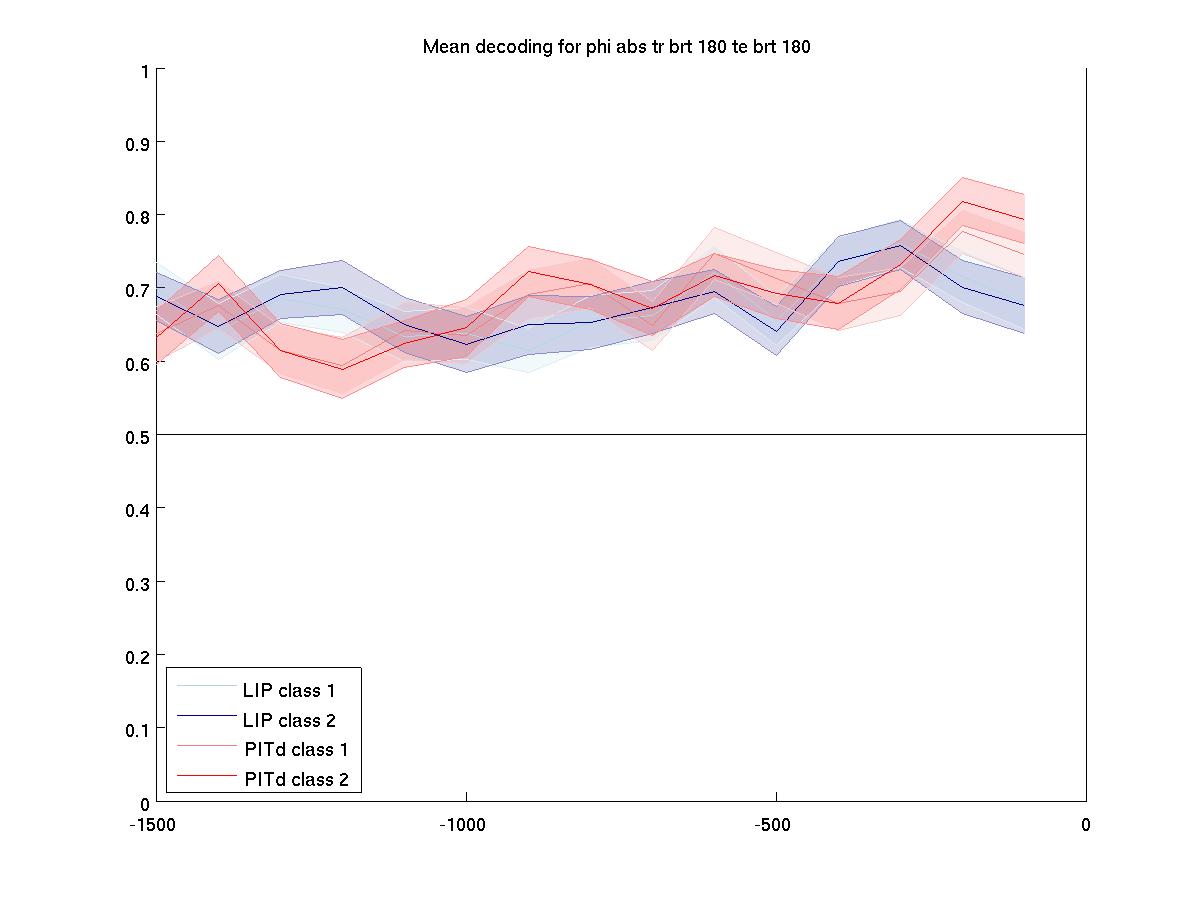 Mean decoding for phi abs tr brt 180 te brt 180
1
0.9
0.8
0.7
0.6
0.5
0.4
0.3
0.2
0.1
0
LIP class 1
LIP class 2
PITd class 1
PITd class 2
-1500 -1000 -500 0